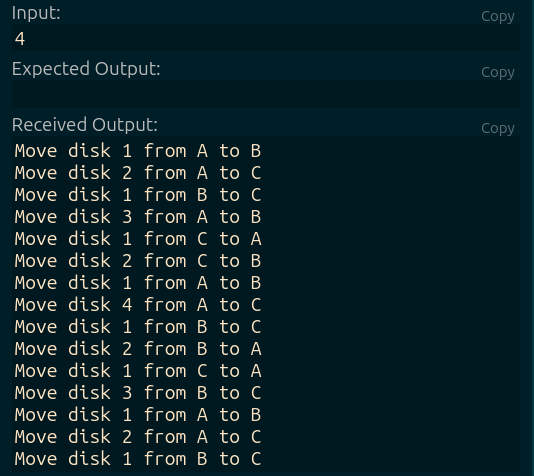 Input:
Copy
4
Expected Output:
Copy
Received Output:
Copy
Move disk 1 from A to B
Move disk 2 from A to C
Move disk 1 from B to C
Move disk 3 from A to B
Move disk 1 from C to A
Move disk 2 from C to B
Move disk 1 from A to B
Move disk 4 from A to C
Move disk 1 from B to C
Move disk 2 from B to A
Move disk 1 from C to A
Move disk 3 from B to C
Move disk 1 from A to B
Move disk 2 from A to C
Move disk 1 from B to C